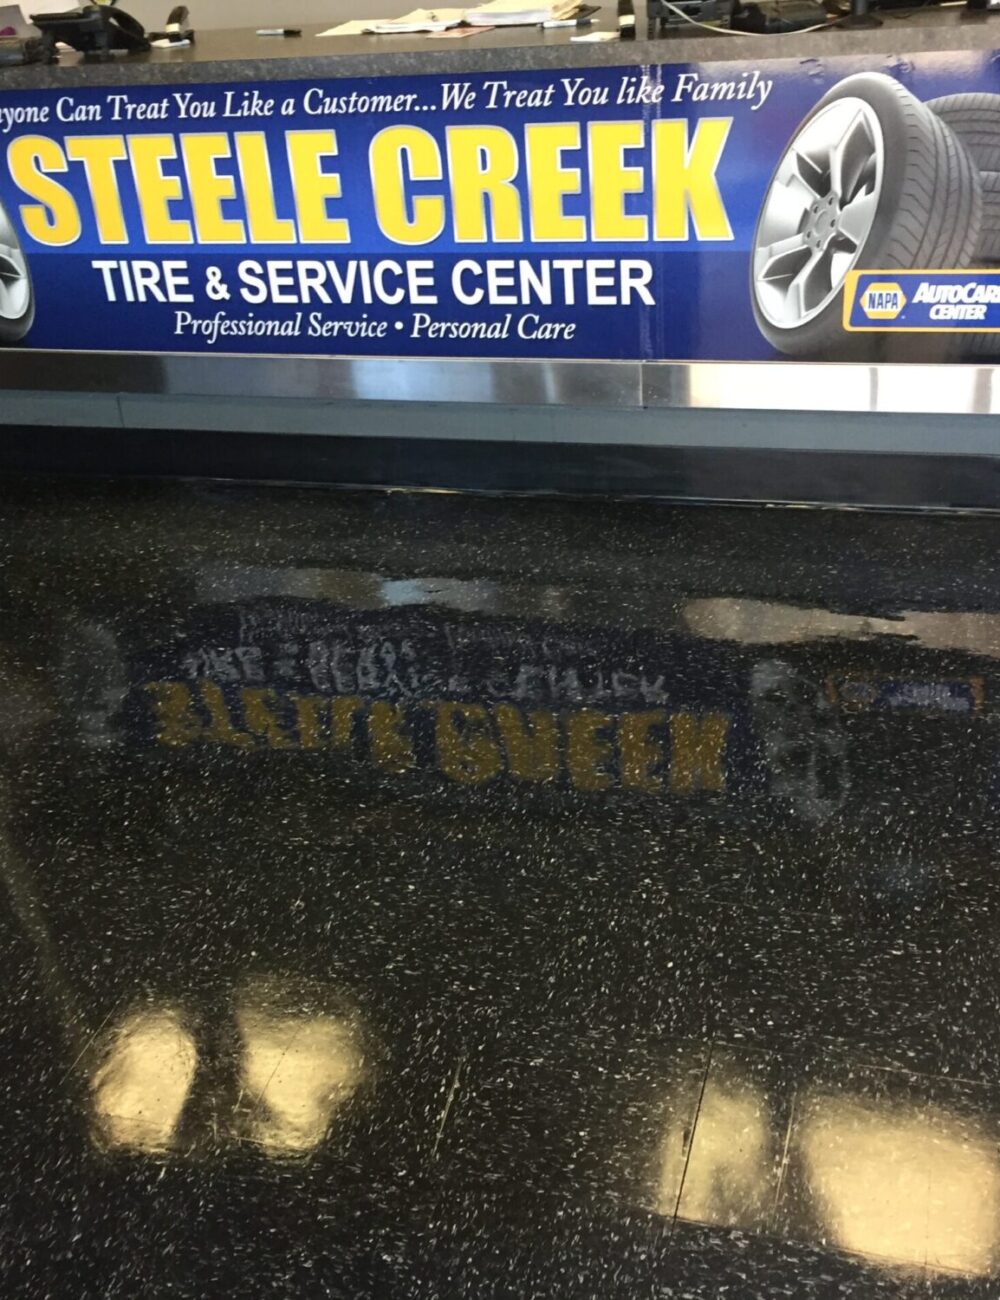 nyone Can Treat You Like a Customer...We Treat You like Family
STEELE CREEK
TIRE & SERVICE CENTER
Professional Service • Personal Care
NAPA AUTOCARE
CENTER